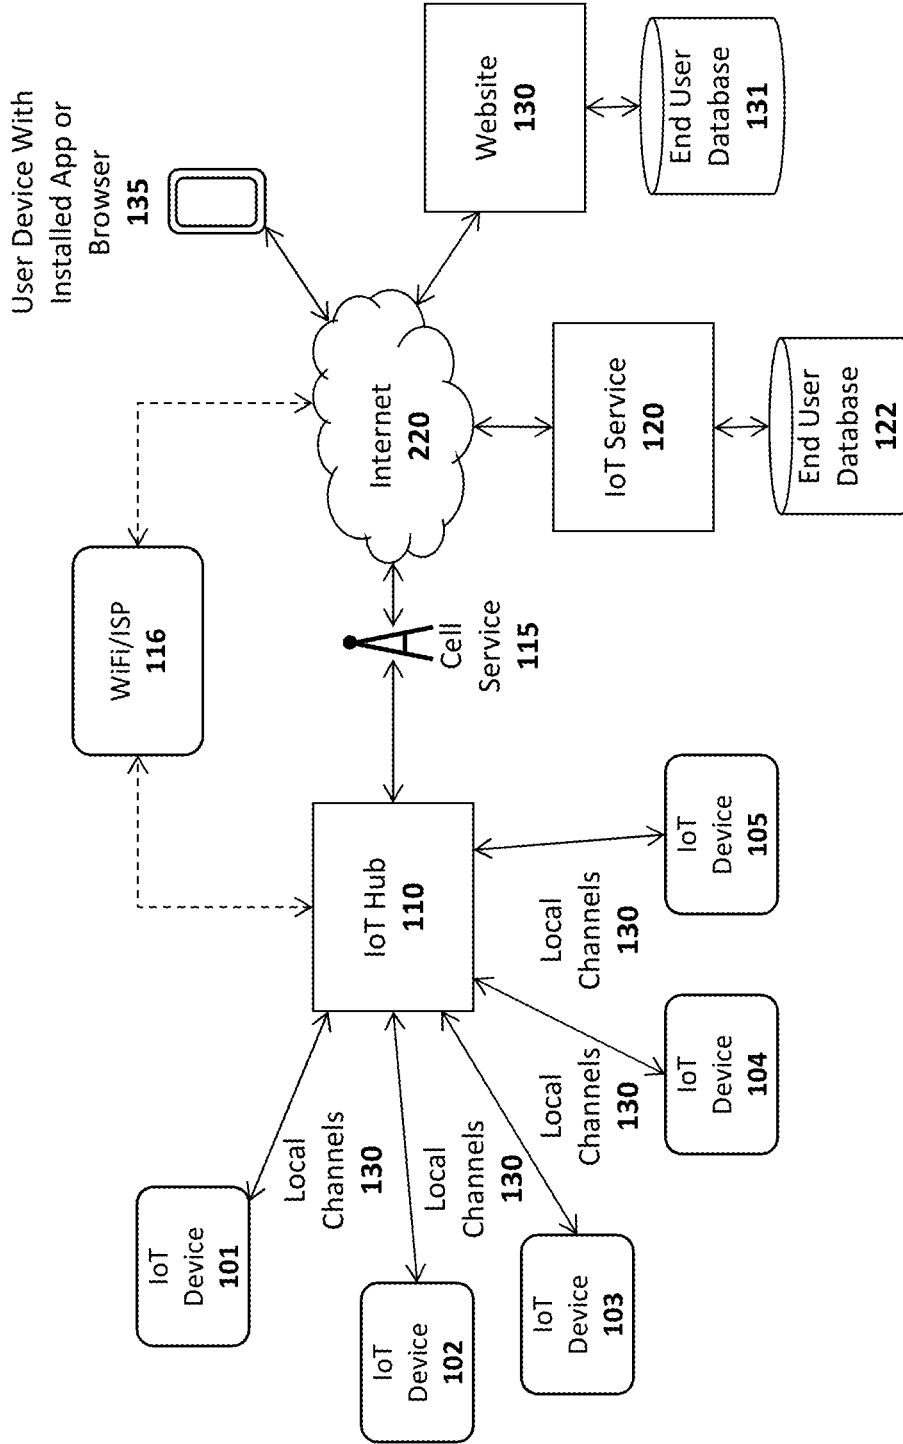 User Device With
Installed App or
Browser
135
WiFi/ISP
116
Website
130
End User
Database
131
Internet
220
IoT Service
120
End User
Database
122
Cell
Service
115
IoT Hub
110
Local
Channels
130
Local
Channels
130
Local
Channels
130
Local
Channels
130
IoT
Device
101
IoT
Device
102
IoT
Device
103
IoT
Device
104
IoT
Device
105